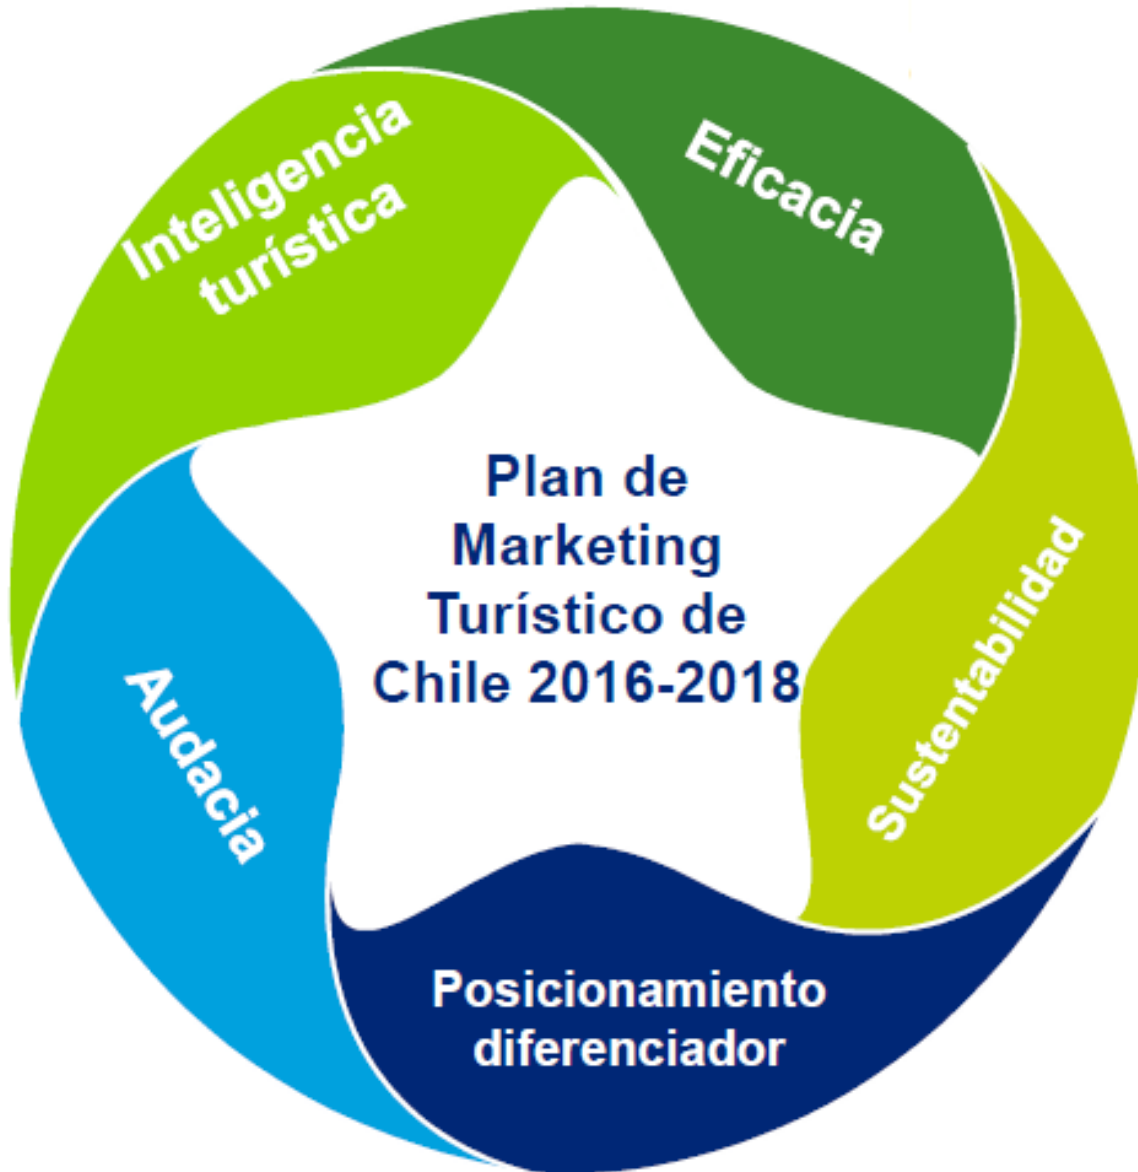 Inteligencia
turística
Eficacia
Plan de
Marketing
Turístico de
Chile 2016-2018
Sustentabilidad
Audacia
Posicionamiento
diferenciador